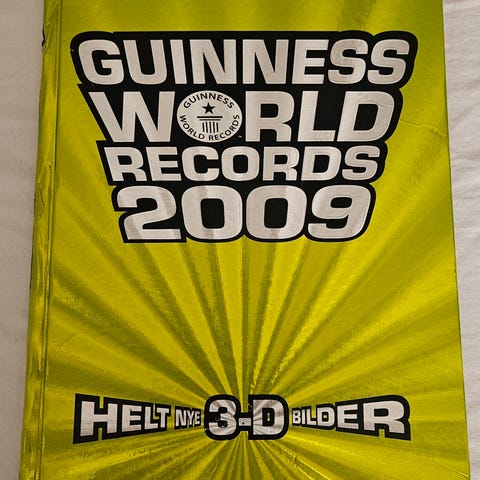 GUINNESS
WORLD
GUINNESS
WORLD RECORDS
RECORDS
2009
HELT NYE 3-D BILDER